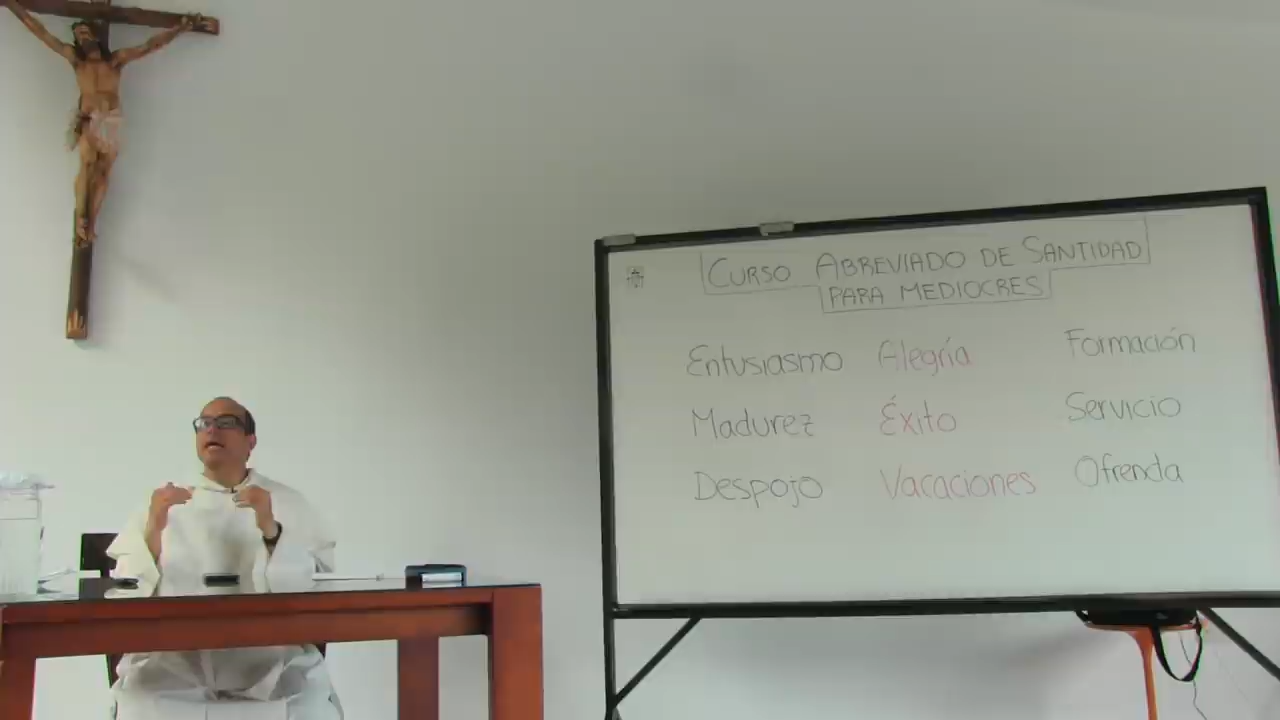 CURSO ABREVIADO DE SANTIDAD
PARA MEDIOCRES
Entusiasmo Alegría Formación
Madurez Éxito Servicio
Despojo Vacaciones Ofrenda